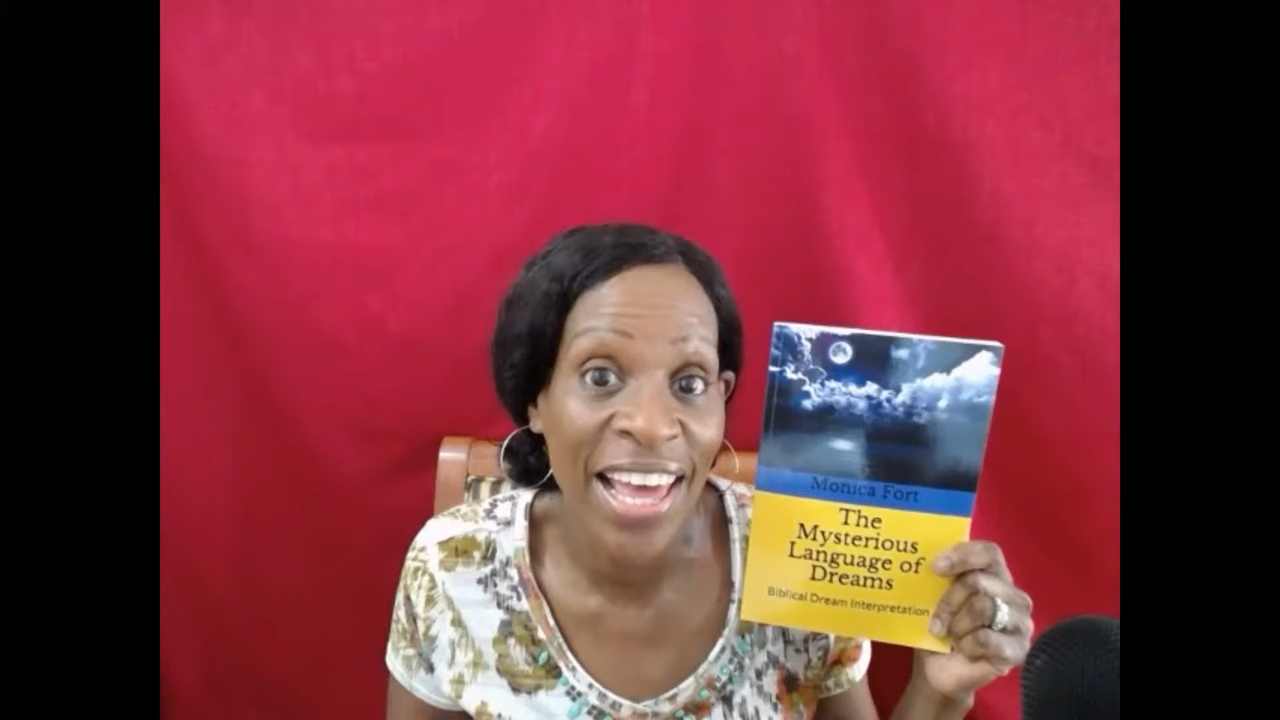 Monica Fort
The
Mysterious
Language of
Dreams
Biblical Dream Interpretation